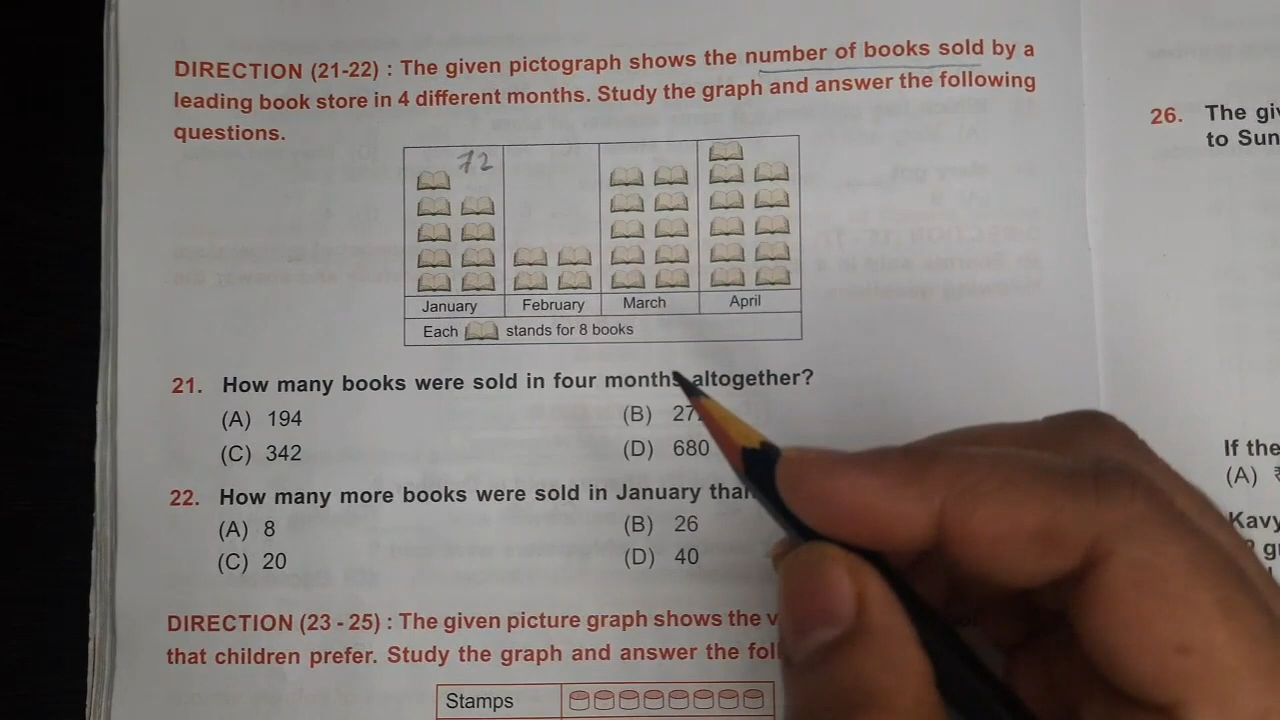 DIRECTION (21-22) : The given pictograph shows the number of books sold by a
leading book store in 4 different months. Study the graph and answer the following
questions.
72
January February March April
Each stands for 8 books
21. How many books were sold in four months altogether?
(A) 194 (B) 27
(C) 342 (D) 680
22. How many more books were sold in January than
(A) 8 (B) 26
(C) 20 (D) 40
DIRECTION (23 - 25) : The given picture graph shows the
that children prefer. Study the graph and answer the
Stamps
26. The
to Sun
If the
(A) ₹
Kavy